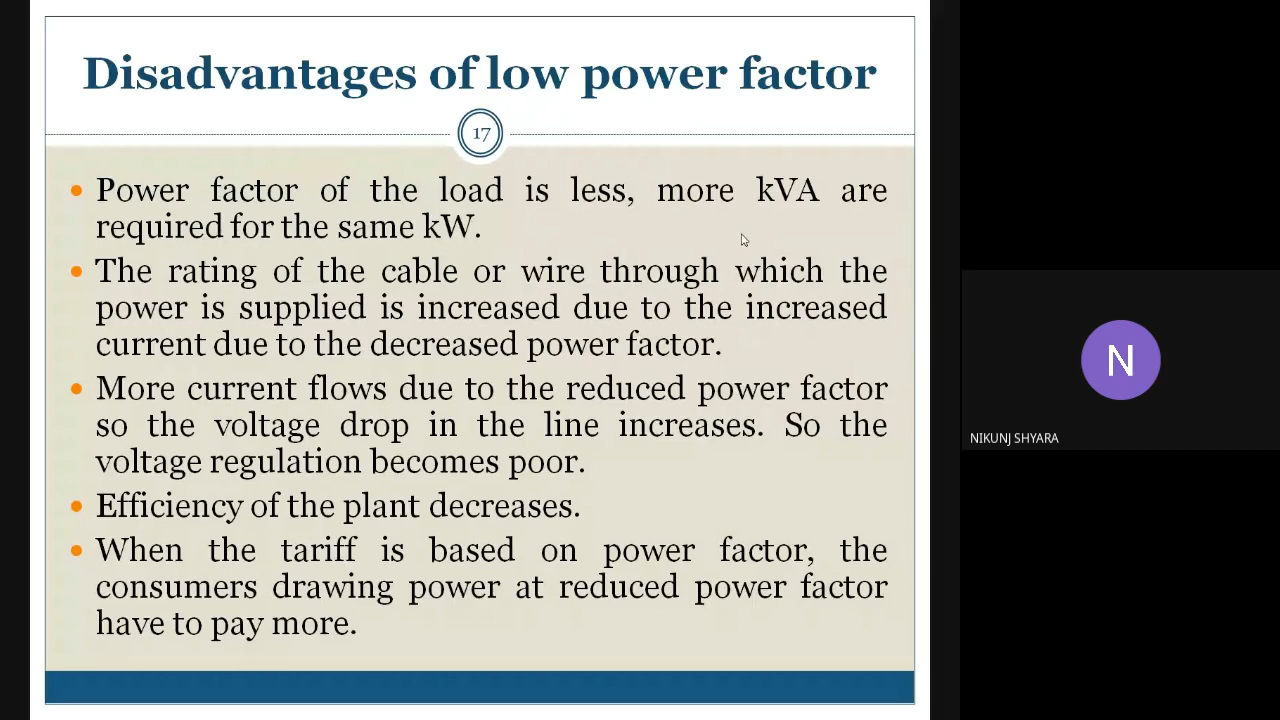 Disadvantages of low power factor
17
• Power factor of the load is less, more kVA are
required for the same kW.
• The rating of the cable or wire through which the
power is supplied is increased due to the increased
current due to the decreased power factor.
• More current flows due to the reduced power factor
so the voltage drop in the line increases. So the
voltage regulation becomes poor.
• Efficiency of the plant decreases.
• When the tariff is based on power factor, the
consumers drawing power at reduced power factor
have to pay more.
N
NIKUNJ SHYARA